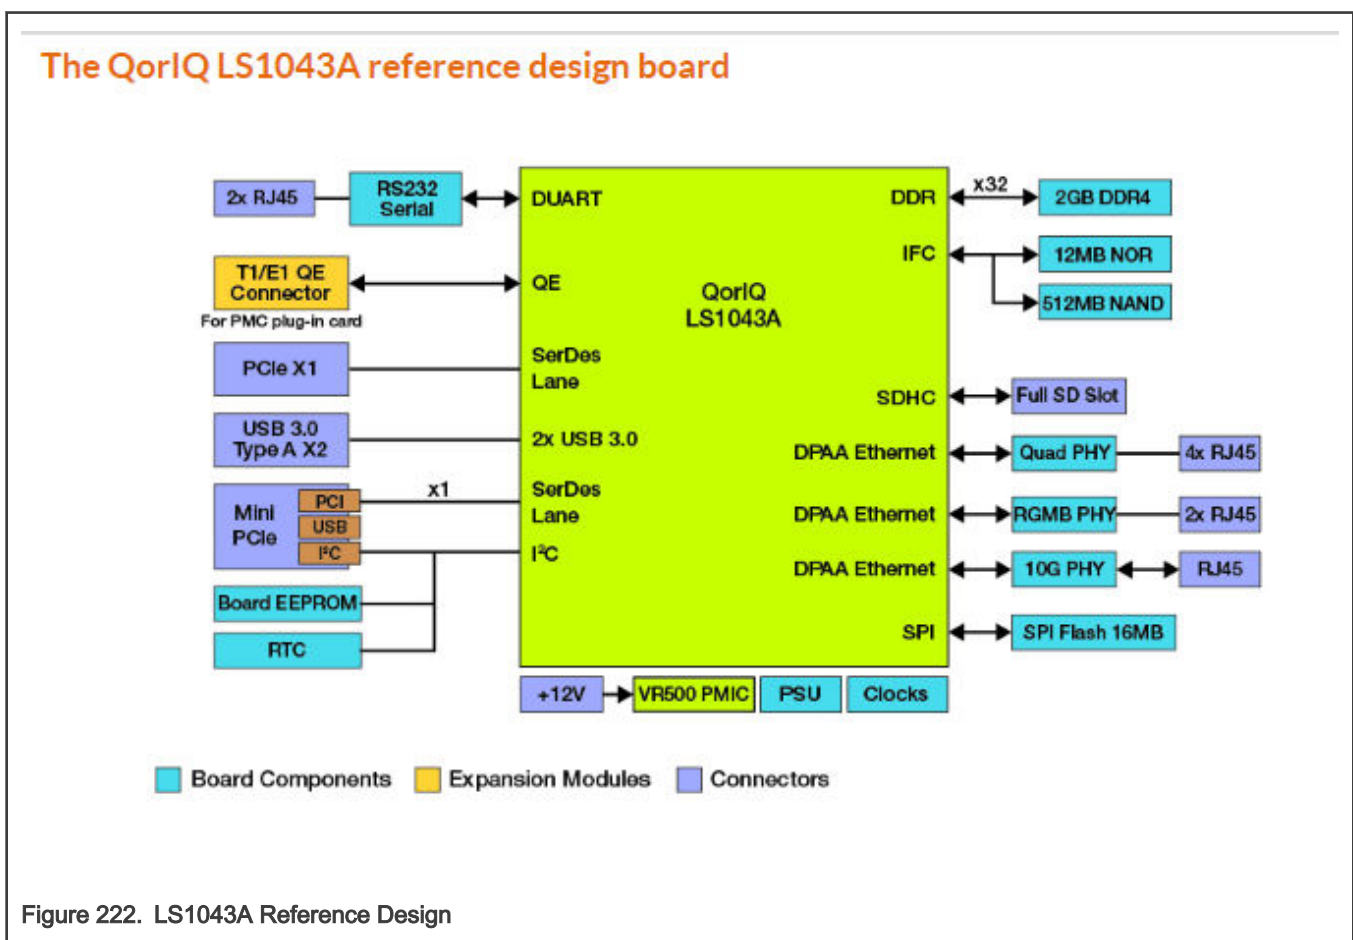 The QorIQ LS1043A reference design board
2x RJ45
RS232
Serial
DUART
T1/E1 QE
Connector
For PMC plug-in card
QE
PCIe X1
SerDes
Lane
USB 3.0
Type A X2
2x USB 3.0
Mini
PCIe
PCI
USB
I²C
x1
SerDes
Lane
I²C
Board EEPROM
RTC
QorIQ
LS1043A
DDR
x32
2GB DDR4
IFC
12MB NOR
512MB NAND
SDHC
Full SD Slot
DPAA Ethernet
Quad PHY
4x RJ45
DPAA Ethernet
RGMB PHY
2x RJ45
DPAA Ethernet
10G PHY
RJ45
SPI
SPI Flash 16MB
+12V
VR500 PMIC
PSU
Clocks
Board Components
Expansion Modules
Connectors
Figure 222. LS1043A Reference Design